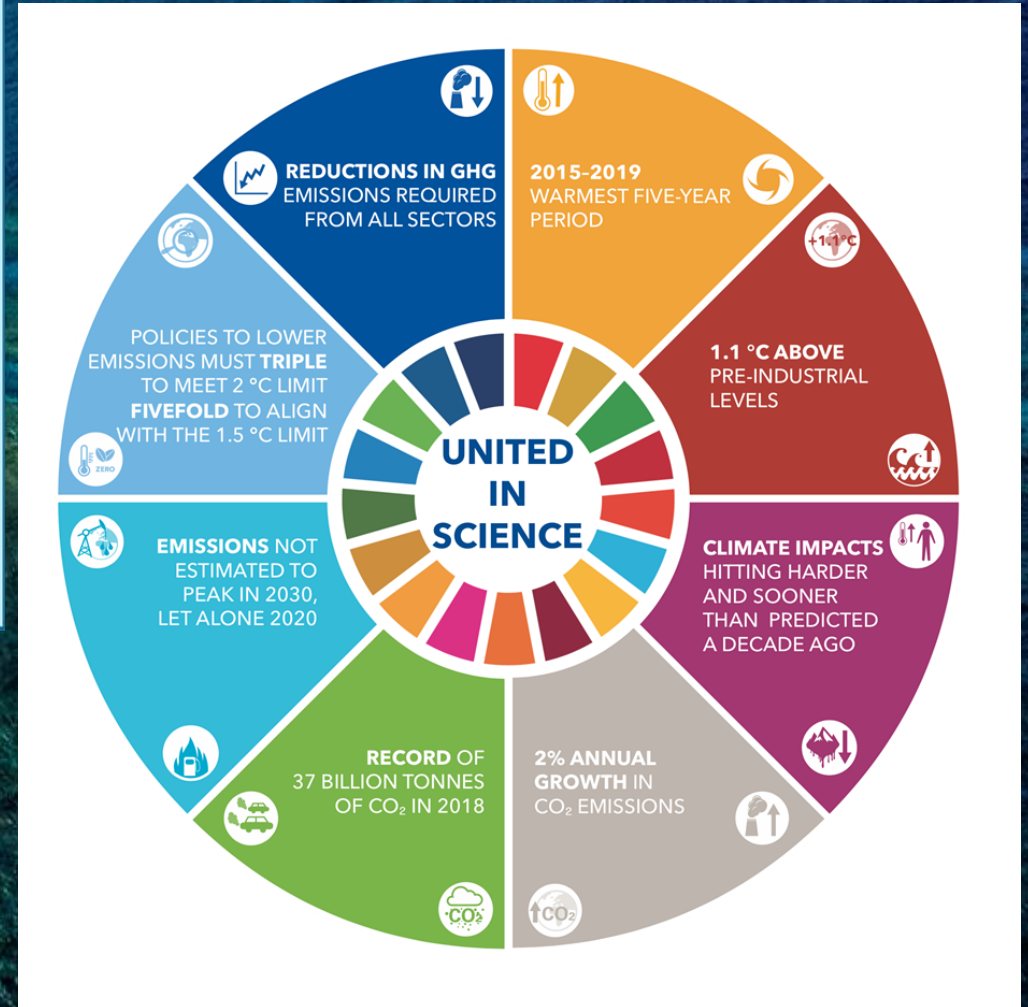 REDUCTIONS IN GHG
EMISSIONS REQUIRED
FROM ALL SECTORS
2015–2019
WARMEST FIVE-YEAR
PERIOD
+1.1°C
1.1 °C ABOVE
PRE-INDUSTRIAL
LEVELS
CLIMATE IMPACTS
HITTING HARDER
AND SOONER
THAN PREDICTED
A DECADE AGO
2% ANNUAL
GROWTH IN
CO₂ EMISSIONS
CO₂
RECORD OF
37 BILLION TONNES
OF CO₂ IN 2018
CO₂
EMISSIONS NOT
ESTIMATED TO
PEAK IN 2030,
LET ALONE 2020
POLICIES TO LOWER
EMISSIONS MUST TRIPLE
TO MEET 2 °C LIMIT
FIVEFOLD TO ALIGN
WITH THE 1.5 °C LIMIT
ZERO
UNITED
IN
SCIENCE